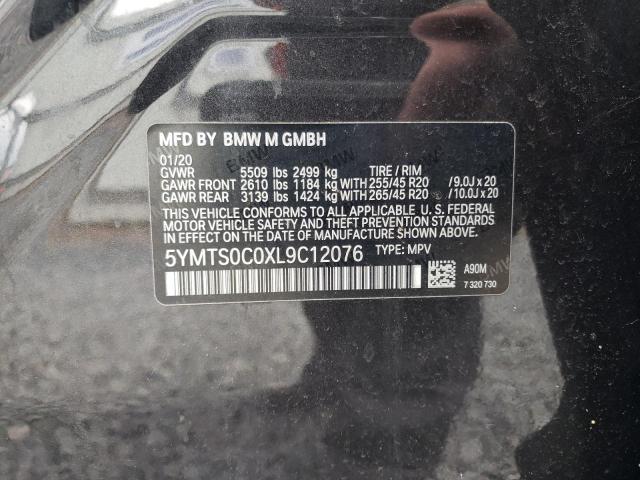 MFD BY BMW M GMBH
01/20
GVWR 5509 lbs 2499 kg TIRE / RIM
GAWR FRONT 2610 lbs 1184 kg WITH 255/45 R20 / 9.0J x 20
GAWR REAR 3139 lbs 1424 kg WITH 265/45 R20 / 10.0J x 20
THIS VEHICLE CONFORMS TO ALL APPLICABLE U. S. FEDERAL
MOTOR VEHICLE SAFETY AND THEFT PREVENTION STANDARDS
IN EFFECT ON THE DATE OF MANUFACTURE SHOWN ABOVE.
5YMTS0C0XL9C12076 TYPE: MPV
A90M
7 320 730